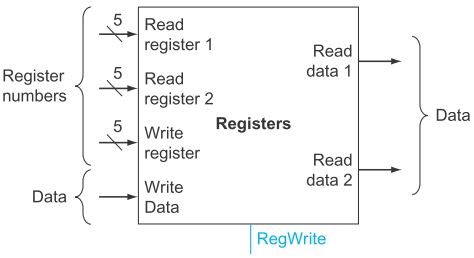 Register
numbers
Data
5
Read
register 1
5
Read
register 2
5
Write
register
Write
Data
Registers
Read
data 1
Read
data 2
Data
RegWrite